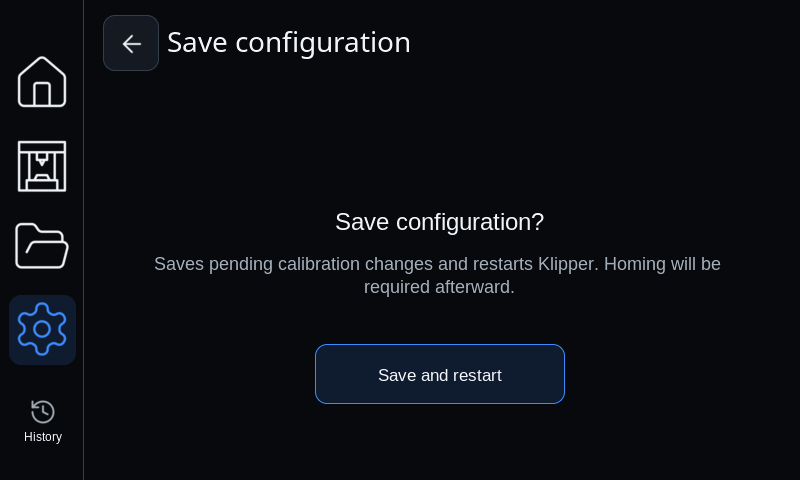 Save configuration
Save configuration?
Saves pending calibration changes and restarts Klipper. Homing will be
required afterward.
Save and restart
History